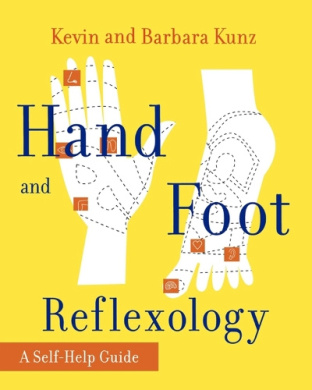 Kevin and Barbara Kunz
Hand
and
Foot
Reflexology
A Self-Help Guide